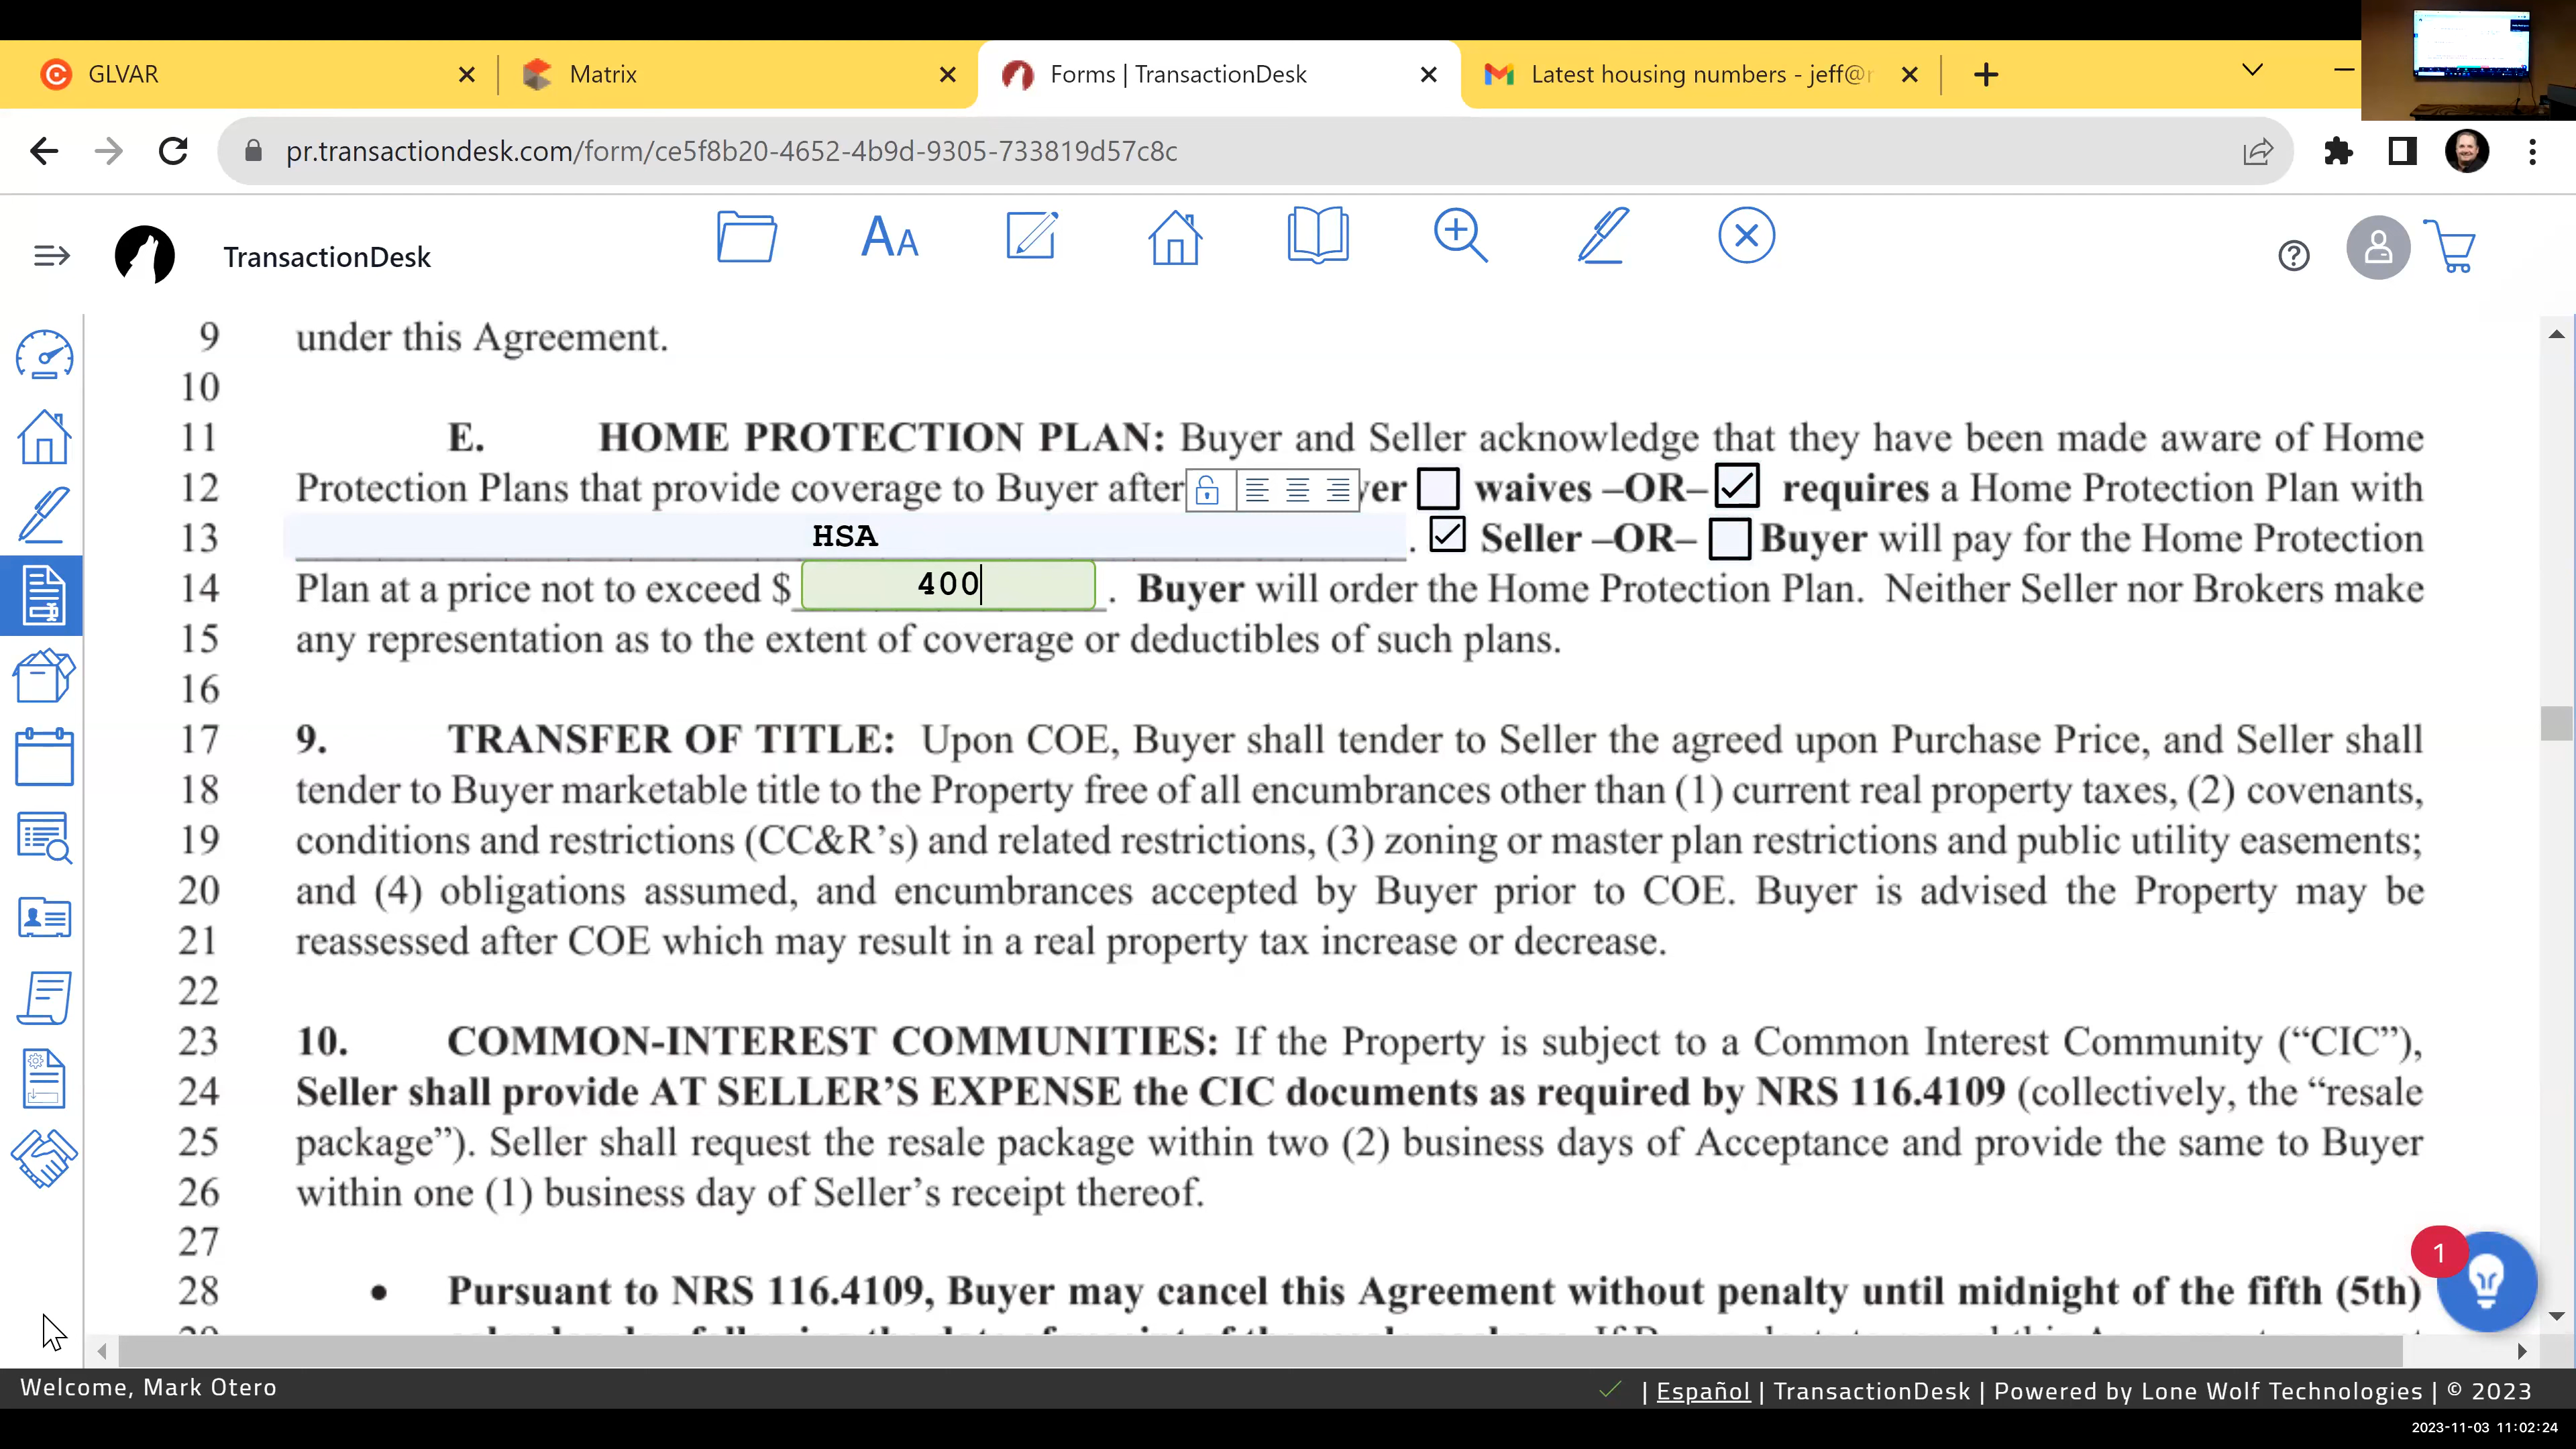 GLVAR
Matrix
Forms | TransactionDesk
Latest housing numbers - jeff@r
pr.transactiondesk.com/form/ce5f8b20-4652-4b9d-9305-733819d57c8c
TransactionDesk
9 under this Agreement.
10
11 E. HOME PROTECTION PLAN: Buyer and Seller acknowledge that they have been made aware of Home
12 Protection Plans that provide coverage to Buyer after yer waives –OR– requires a Home Protection Plan with
13 HSA . Seller –OR– Buyer will pay for the Home Protection
14 Plan at a price not to exceed $ 400 . Buyer will order the Home Protection Plan. Neither Seller nor Brokers make
15 any representation as to the extent of coverage or deductibles of such plans.
16
17 9. TRANSFER OF TITLE: Upon COE, Buyer shall tender to Seller the agreed upon Purchase Price, and Seller shall
18 tender to Buyer marketable title to the Property free of all encumbrances other than (1) current real property taxes, (2) covenants,
19 conditions and restrictions (CC&R’s) and related restrictions, (3) zoning or master plan restrictions and public utility easements;
20 and (4) obligations assumed, and encumbrances accepted by Buyer prior to COE. Buyer is advised the Property may be
21 reassessed after COE which may result in a real property tax increase or decrease.
22
23 10. COMMON-INTEREST COMMUNITIES: If the Property is subject to a Common Interest Community (“CIC”),
24 Seller shall provide AT SELLER’S EXPENSE the CIC documents as required by NRS 116.4109 (collectively, the “resale
25 package”). Seller shall request the resale package within two (2) business days of Acceptance and provide the same to Buyer
26 within one (1) business day of Seller’s receipt thereof.
27
28 • Pursuant to NRS 116.4109, Buyer may cancel this Agreement without penalty until midnight of the fifth (5th)
1
Welcome, Mark Otero
| Español | TransactionDesk | Powered by Lone Wolf Technologies | © 2023
2023-11-03 11:02:24